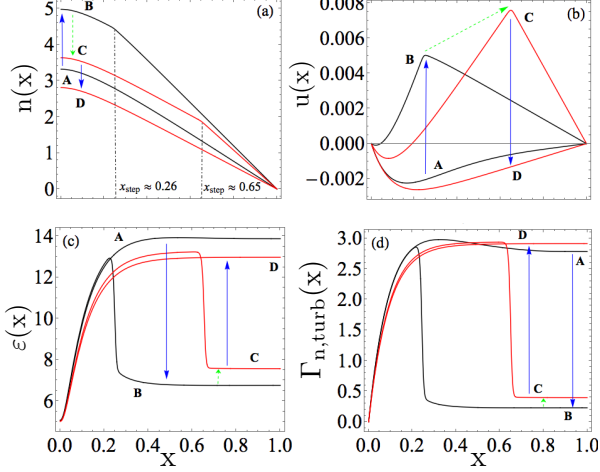 5
4
3
2
1
0
n(x)
B
(a)
C
A
D
x_step ≈ 0.26
x_step ≈ 0.65
0.008
0.006
0.004
0.002
0.000
−0.002
u(x)
B
C
(b)
A
D
14
12
10
8
6
ε(x)
(c)
A
D
C
B
0.0 0.2 0.4 0.6 0.8 1.0
x
3.0
2.5
2.0
1.5
1.0
0.5
0.0
Γn,turb(x)
(d)
D
A
C
B
0.0 0.2 0.4 0.6 0.8 1.0
x